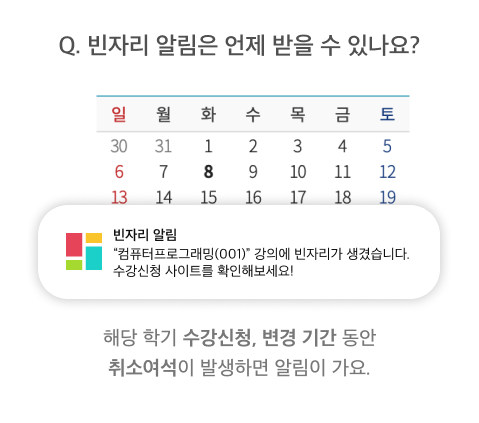 Q. 빈자리 알림은 언제 받을 수 있나요?
일 월 화 수 목 금 토
30 31 1 2 3 4 5
6 7 8 9 10 11 12
13 14 15 16 17 18 19
빈자리 알림
“컴퓨터프로그래밍(001)” 강의에 빈자리가 생겼습니다.
수강신청 사이트를 확인해보세요!
해당 학기 수강신청, 변경 기간 동안
취소여석이 발생하면 알림이 가요.